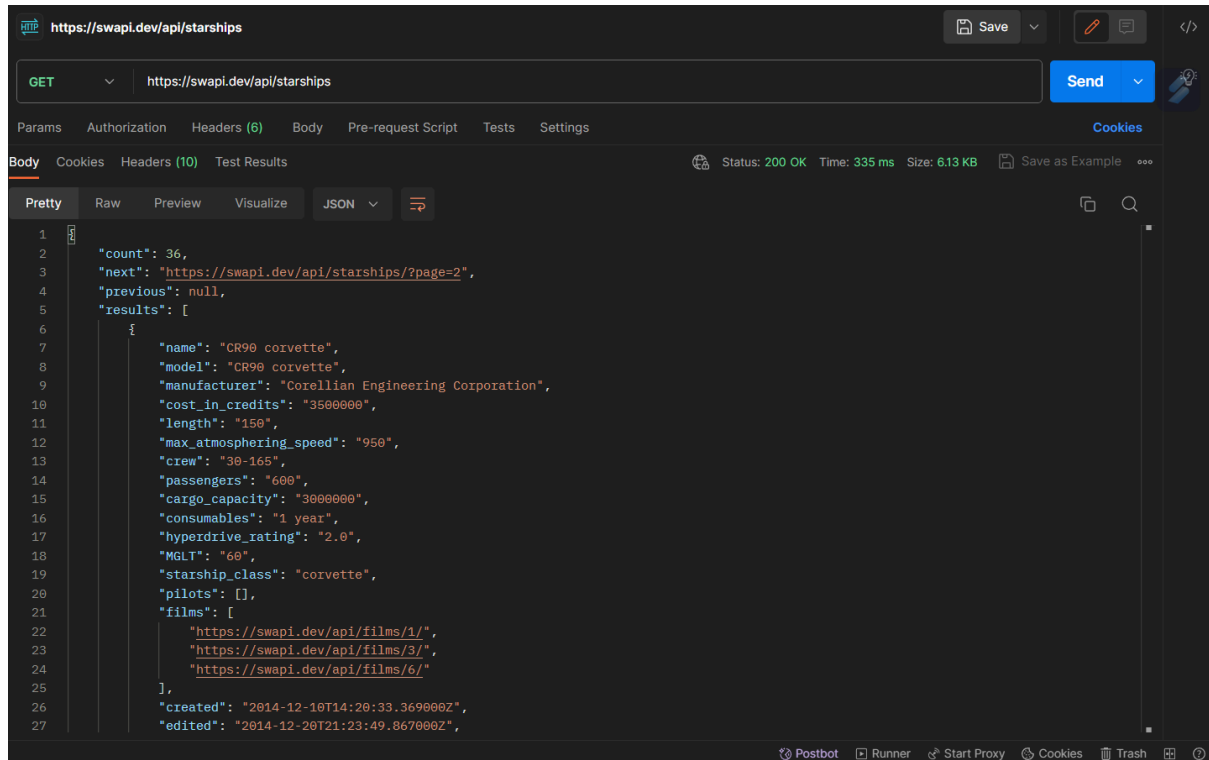 HTTP https://swapi.dev/api/starships Save </>
GET https://swapi.dev/api/starships Send
Params Authorization Headers (6) Body Pre-request Script Tests Settings Cookies
Body Cookies Headers (10) Test Results Status: 200 OK Time: 335 ms Size: 6.13 KB Save as Example
Pretty Raw Preview Visualize JSON
1 {
2 "count": 36,
3 "next": "https://swapi.dev/api/starships/?page=2",
4 "previous": null,
5 "results": [
6 {
7 "name": "CR90 corvette",
8 "model": "CR90 corvette",
9 "manufacturer": "Corellian Engineering Corporation",
10 "cost_in_credits": "3500000",
11 "length": "150",
12 "max_atmosphering_speed": "950",
13 "crew": "30-165",
14 "passengers": "600",
15 "cargo_capacity": "3000000",
16 "consumables": "1 year",
17 "hyperdrive_rating": "2.0",
18 "MGLT": "60",
19 "starship_class": "corvette",
20 "pilots": [],
21 "films": [
22 "https://swapi.dev/api/films/1/",
23 "https://swapi.dev/api/films/3/",
24 "https://swapi.dev/api/films/6/"
25 ],
26 "created": "2014-12-10T14:20:33.369000Z",
27 "edited": "2014-12-20T21:23:49.867000Z",
Postbot Runner Start Proxy Cookies Trash